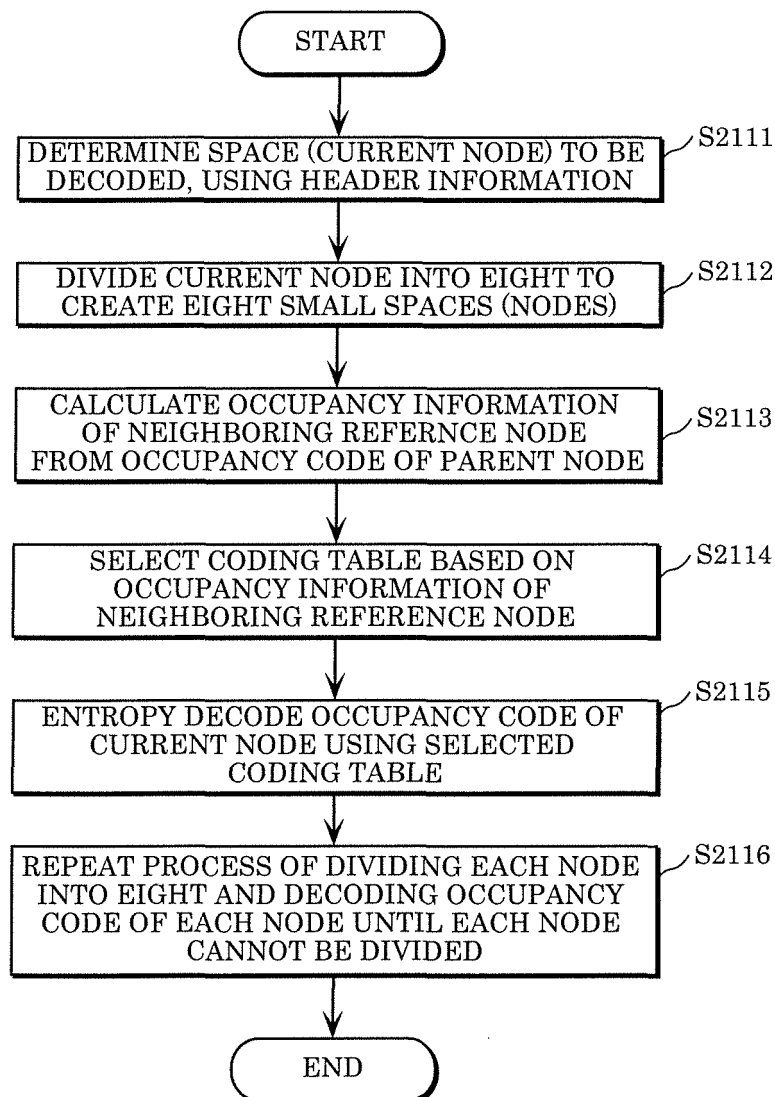 START
S2111
DETERMINE SPACE (CURRENT NODE) TO BE
DECODED, USING HEADER INFORMATION
S2112
DIVIDE CURRENT NODE INTO EIGHT TO
CREATE EIGHT SMALL SPACES (NODES)
S2113
CALCULATE OCCUPANCY INFORMATION
OF NEIGHBORING REFERNCE NODE
FROM OCCUPANCY CODE OF PARENT NODE
S2114
SELECT CODING TABLE BASED ON
OCCUPANCY INFORMATION OF
NEIGHBORING REFERENCE NODE
S2115
ENTROPY DECODE OCCUPANCY CODE OF
CURRENT NODE USING SELECTED
CODING TABLE
S2116
REPEAT PROCESS OF DIVIDING EACH NODE
INTO EIGHT AND DECODING OCCUPANCY
CODE OF EACH NODE UNTIL EACH NODE
CANNOT BE DIVIDED
END